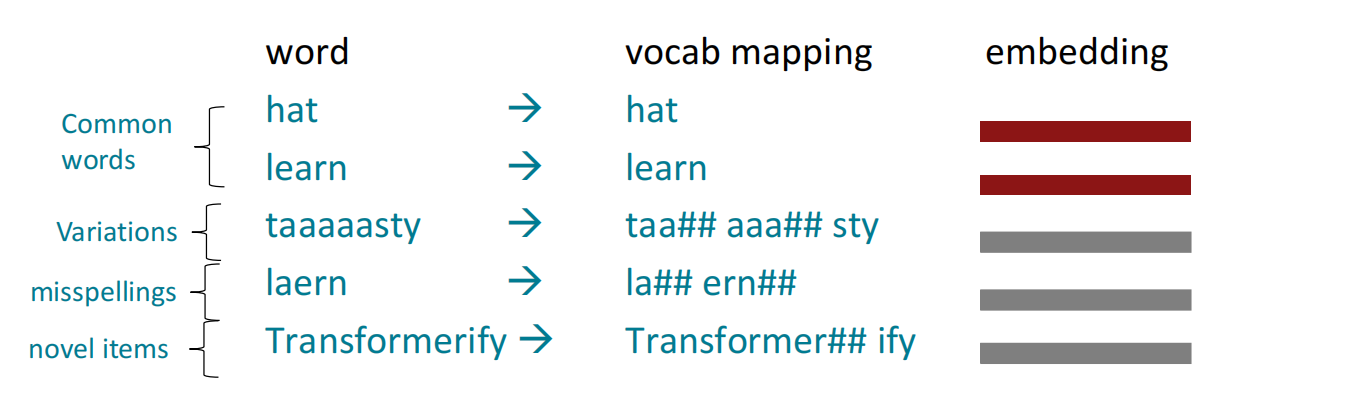 word vocab mapping embedding
Common words
hat → hat
learn → learn
Variations
taaaaasty → taa## aaa## sty
misspellings
laern → la## ern##
novel items
Transformerify → Transformer## ify